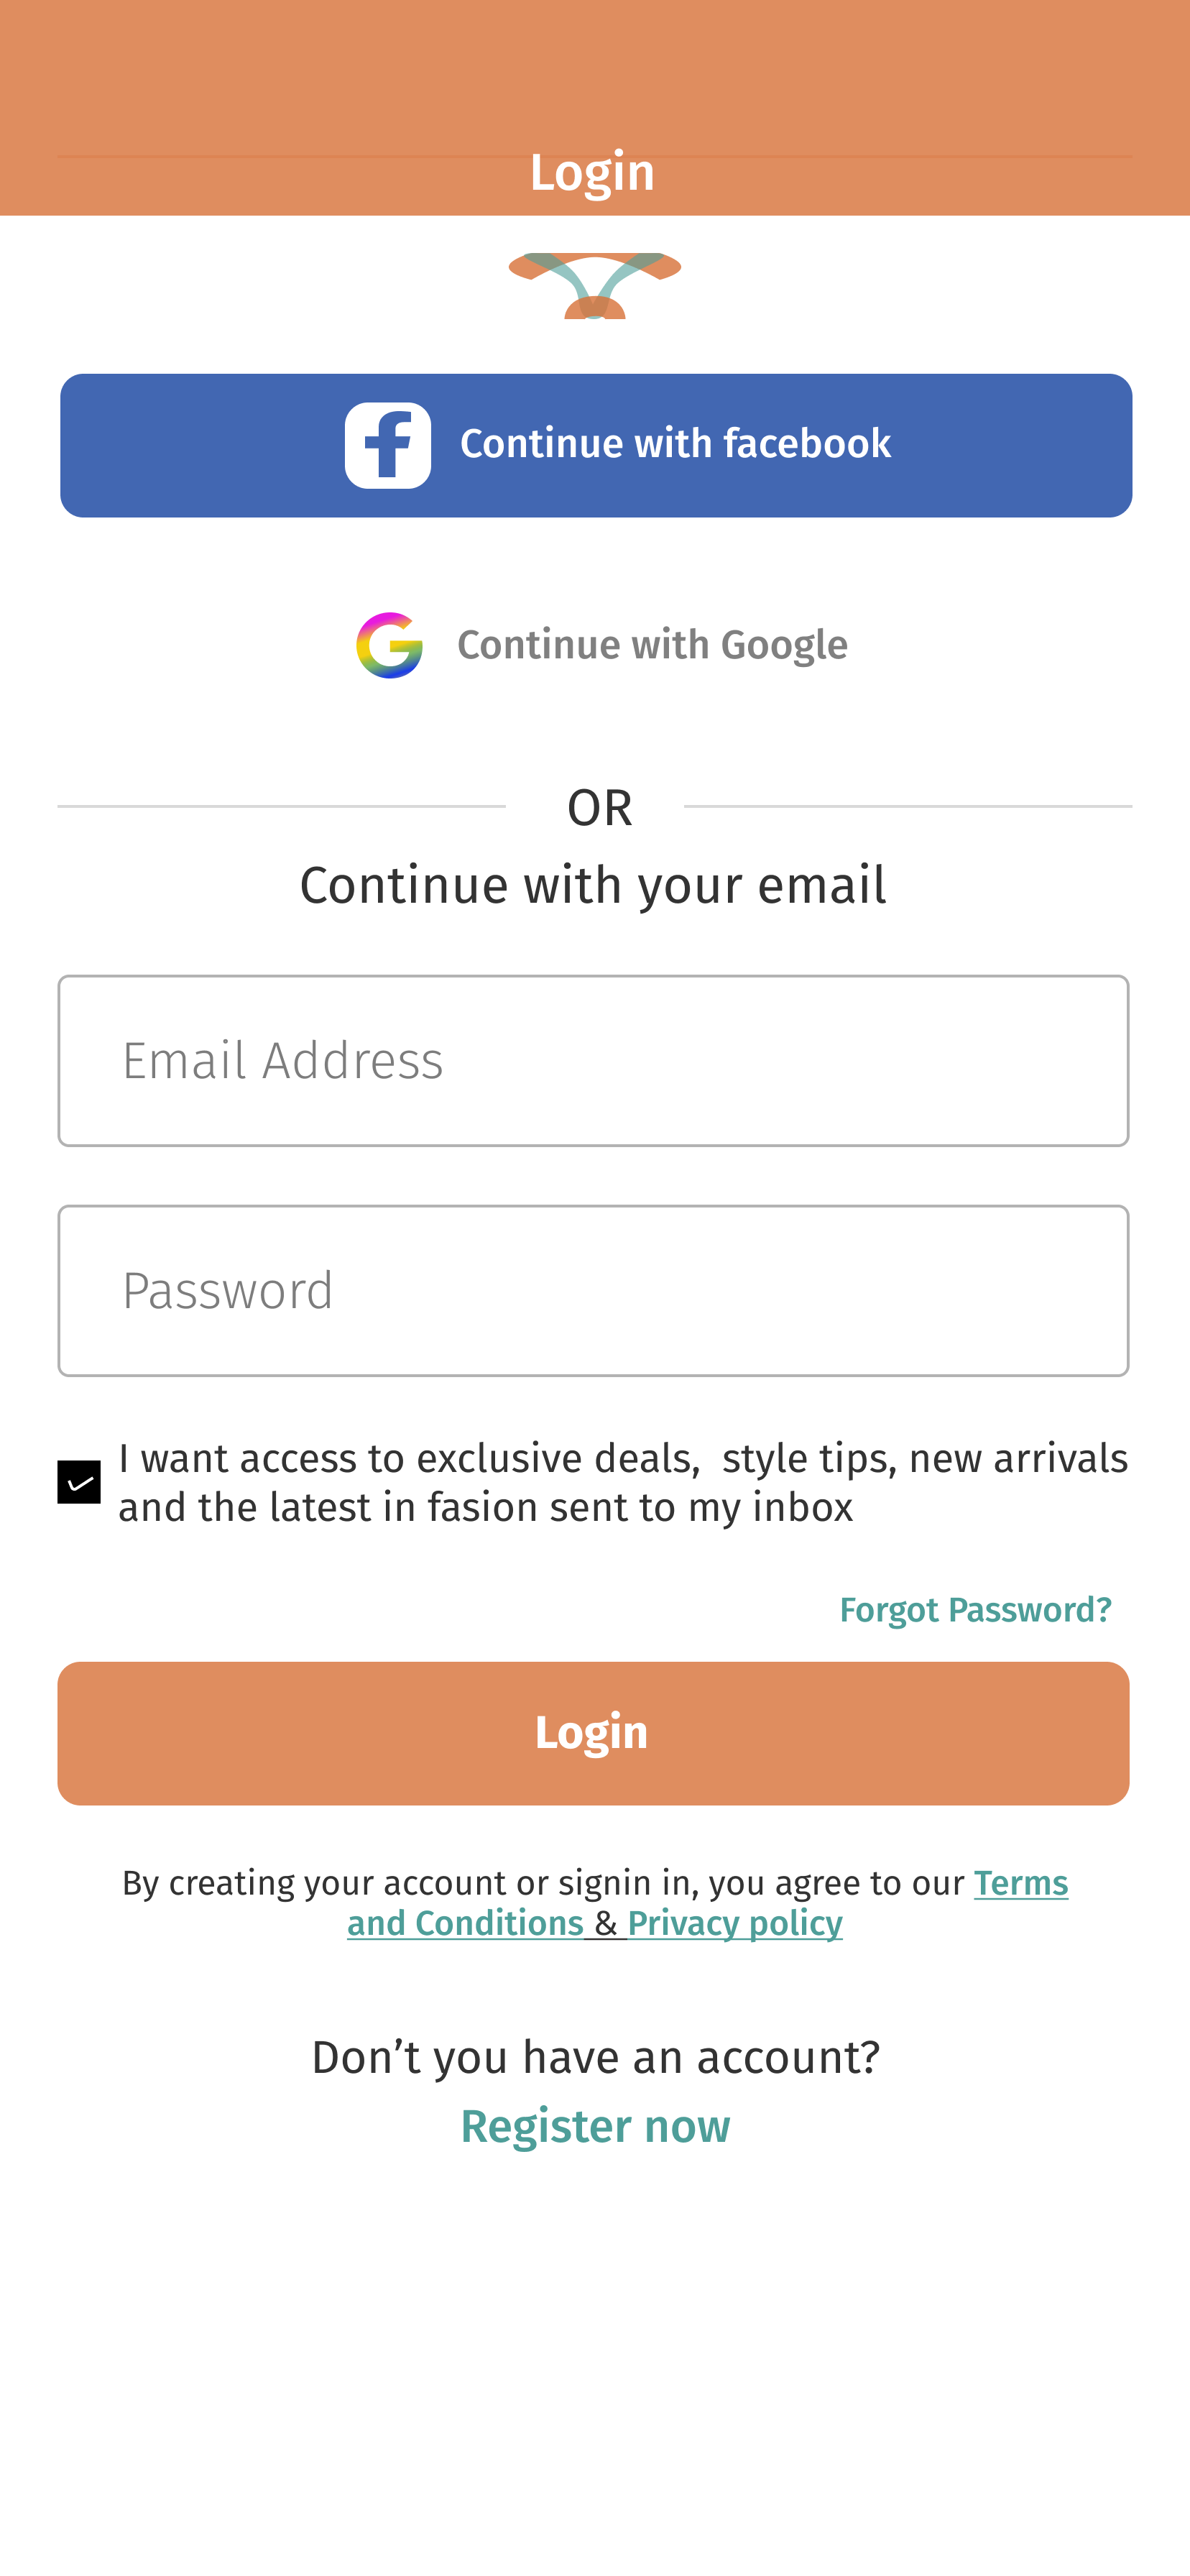 Login
Continue with facebook
Continue with Google
OR
Continue with your email
Email Address
Password
I want access to exclusive deals,  style tips, new arrivals
and the latest in fasion sent to my inbox
Forgot Password?
Login
By creating your account or signin in, you agree to our Terms
and Conditions & Privacy policy
Don’t you have an account?
Register now